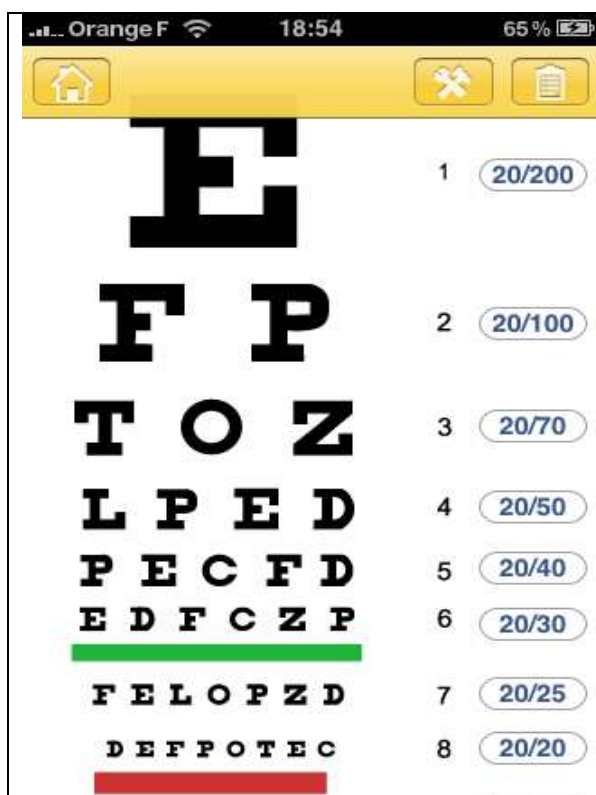 Orange F 18:54 65 %
E 1 20/200
F P 2 20/100
T O Z 3 20/70
L P E D 4 20/50
P E C F D 5 20/40
E D F C Z P 6 20/30
F E L O P Z D 7 20/25
D E F P O T E C 8 20/20